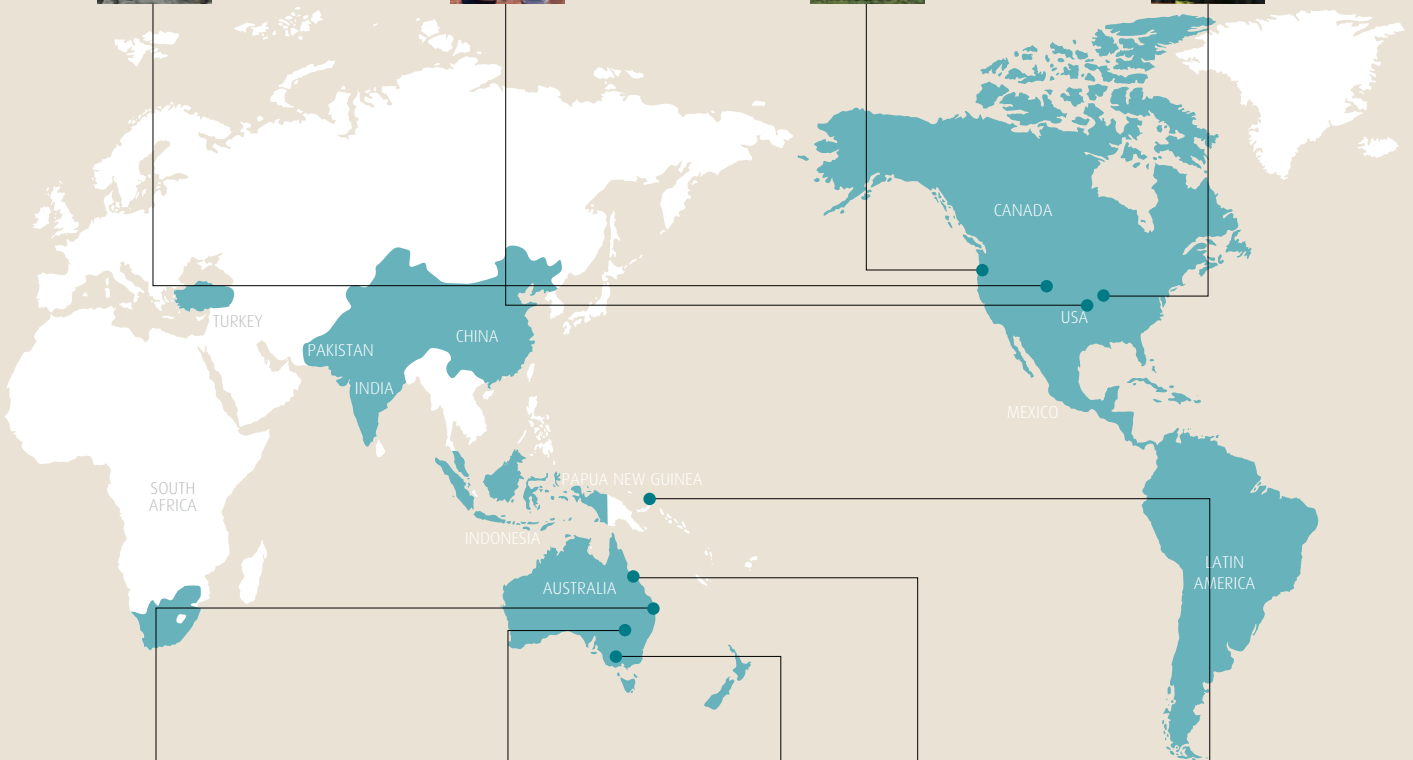 CANADA
USA
TURKEY
CHINA
PAKISTAN
INDIA
MEXICO
PAPUA NEW GUINEA
SOUTH
AFRICA
INDONESIA
LATIN
AMERICA
AUSTRALIA